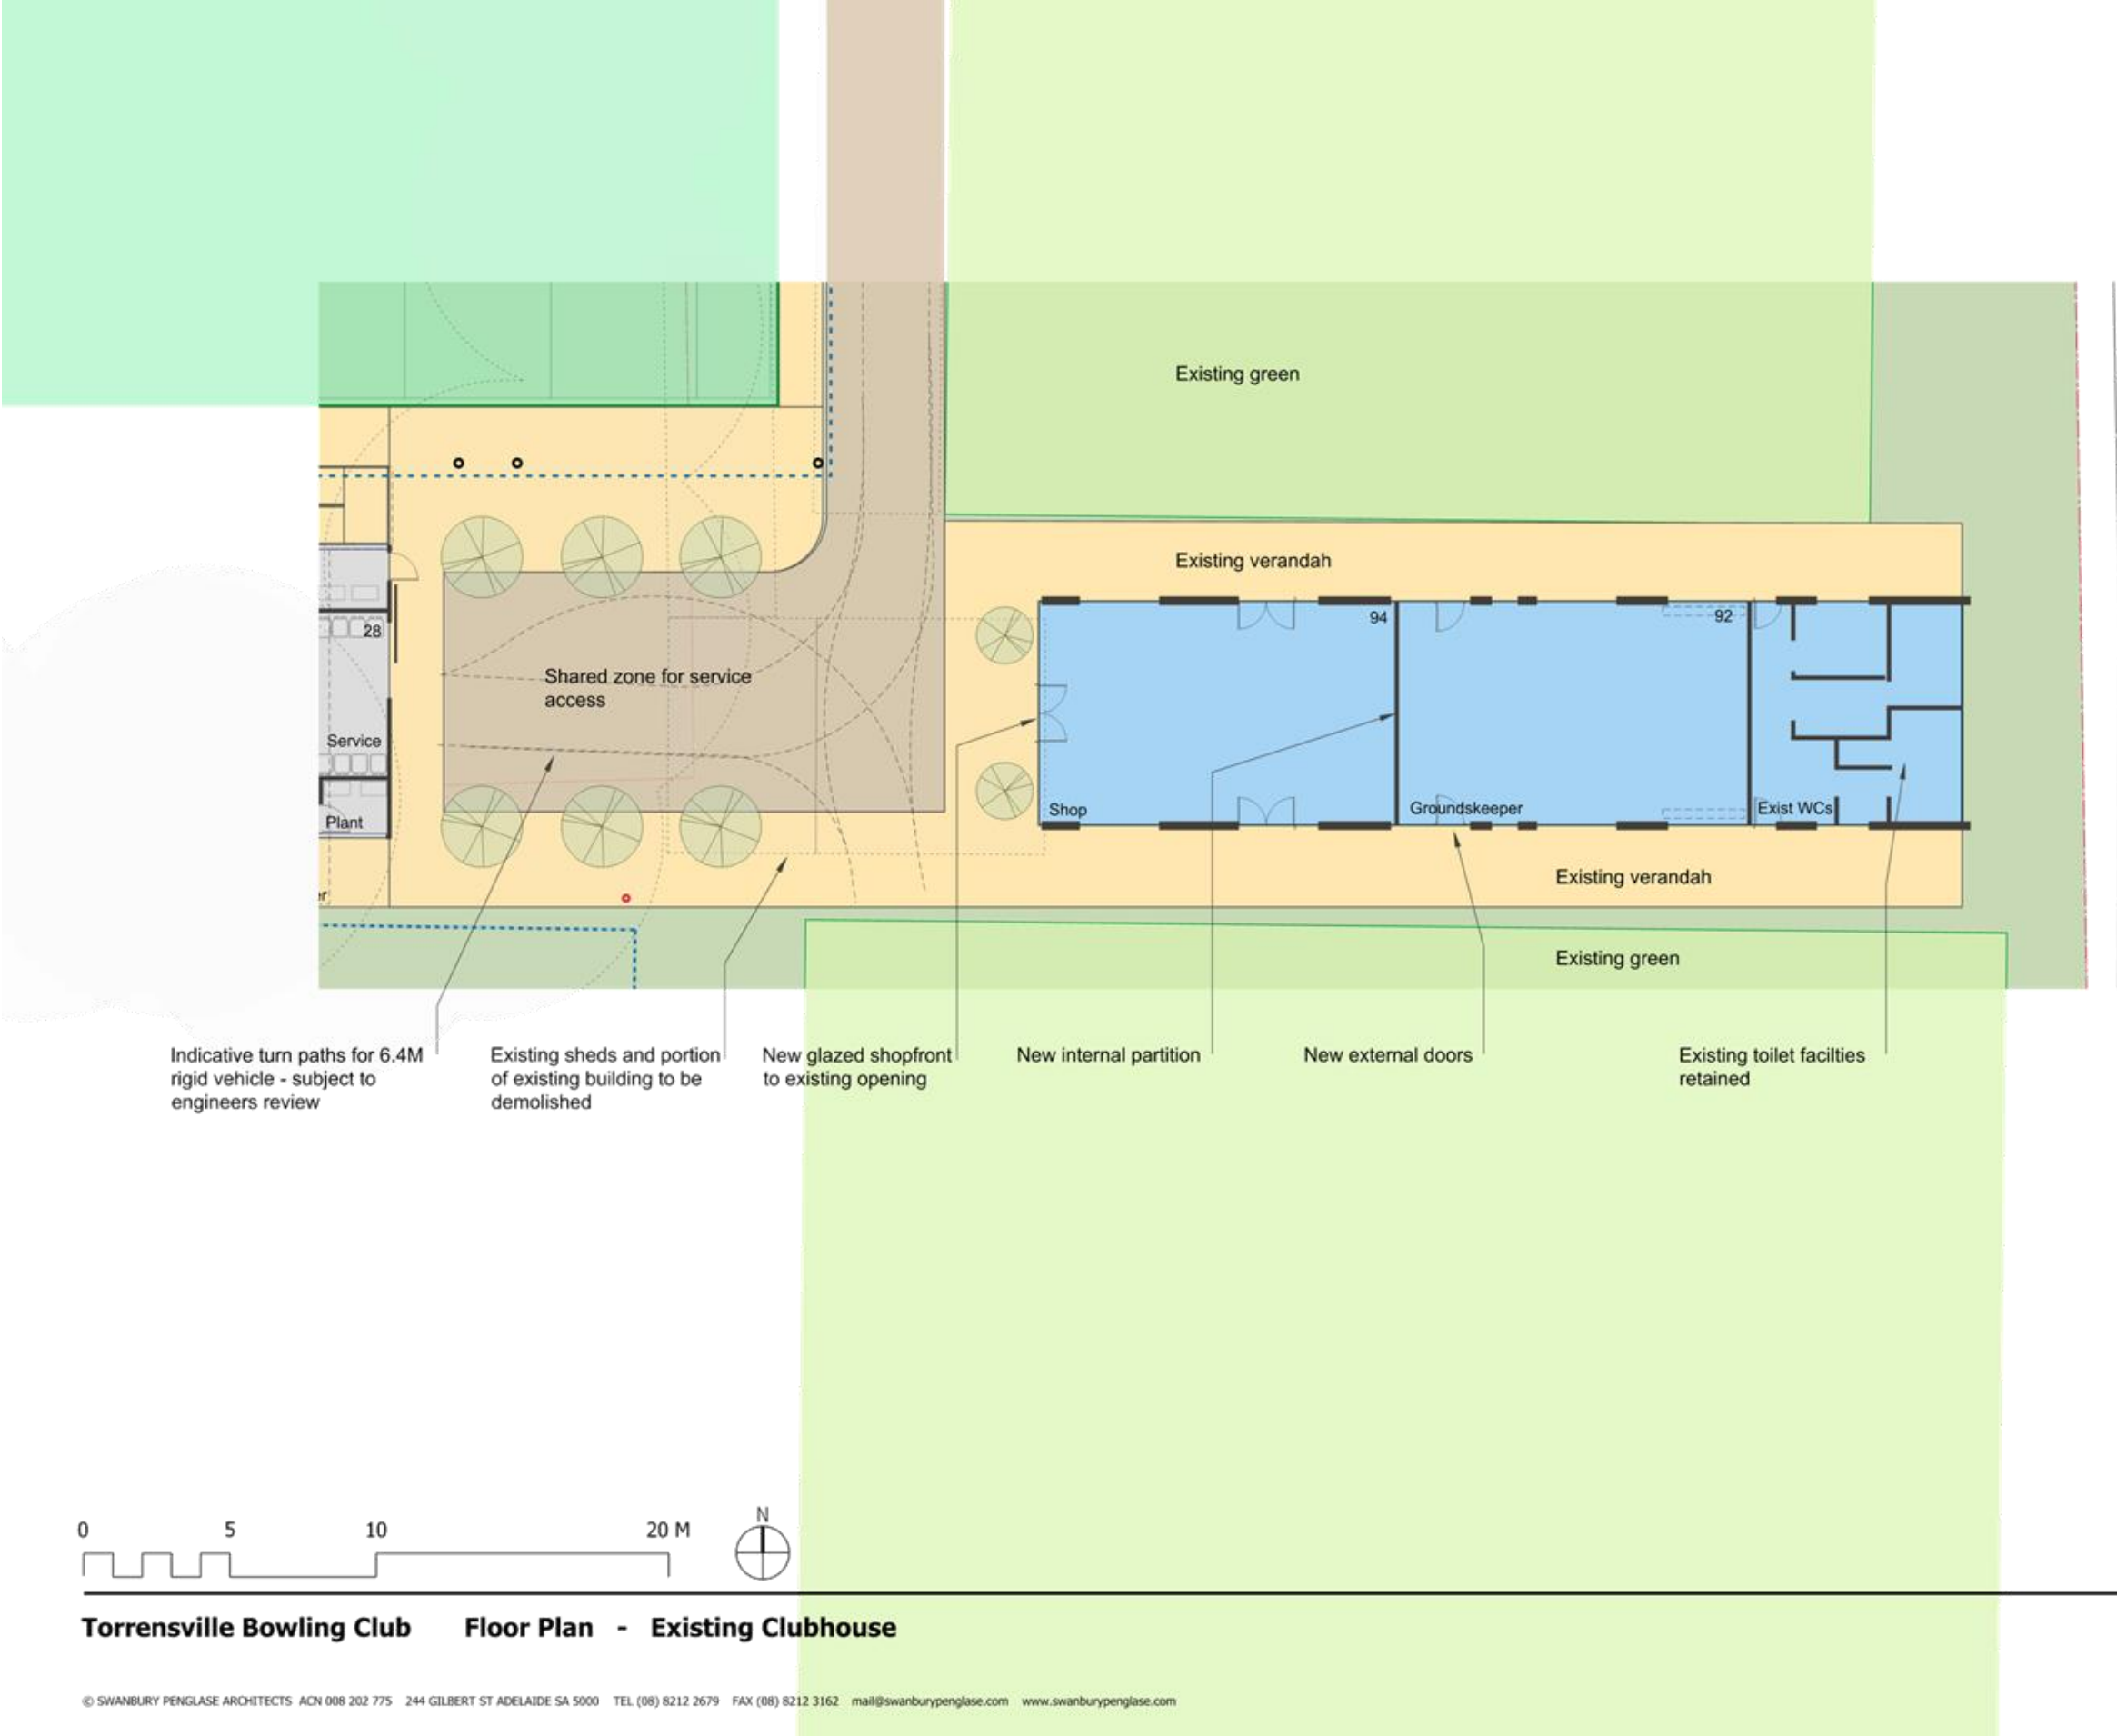 Existing green
Existing verandah
94
92
28
Shared zone for service
access
Service
Shop
Groundskeeper
Exist WCs
Plant
Existing verandah
er
Existing green
Indicative turn paths for 6.4M
rigid vehicle - subject to
engineers review
Existing sheds and portion
of existing building to be
demolished
New glazed shopfront
to existing opening
New internal partition
New external doors
Existing toilet facilties
retained
0 5 10 20 M
N
Torrensville Bowling Club Floor Plan - Existing Clubhouse
© SWANBURY PENGLASE ARCHITECTS ACN 008 202 775 244 GILBERT ST ADELAIDE SA 5000 TEL (08) 8212 2679 FAX (08) 8212 3162 mail@swanburypenglase.com www.swanburypenglase.com